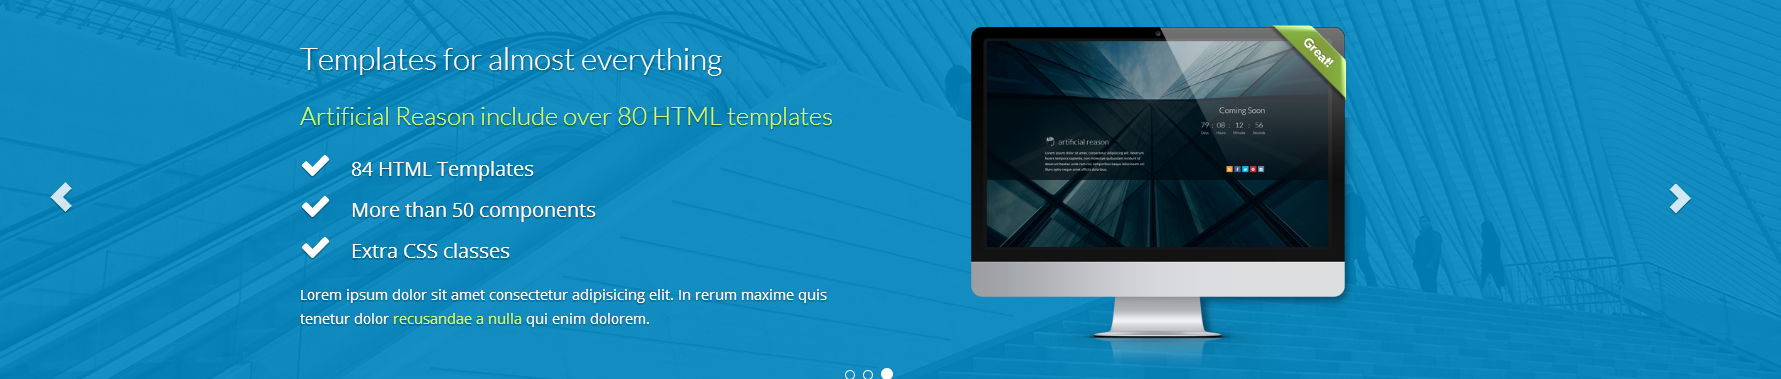 Templates for almost everything
Artificial Reason include over 80 HTML templates
84 HTML Templates
More than 50 components
Extra CSS classes
Lorem ipsum dolor sit amet consectetur adipisicing elit. In rerum maxime quis
tenetur dolor recusandae a nulla qui enim dolorem.
Great!
Coming Soon
79 : 08 : 12 : 56
artificial reason